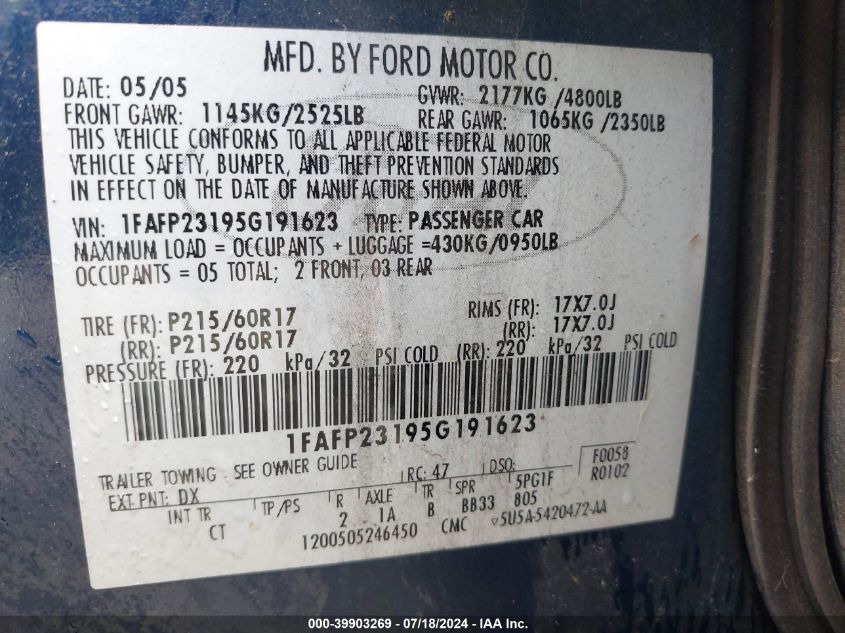 MFD. BY FORD MOTOR CO.
DATE: 05/05 GVWR: 2177KG /4800LB
FRONT GAWR: 1145KG/2525LB REAR GAWR: 1065KG /2350LB
THIS VEHICLE CONFORMS TO ALL APPLICABLE FEDERAL MOTOR
VEHICLE SAFETY, BUMPER, AND THEFT PREVENTION STANDARDS
IN EFFECT ON THE DATE OF MANUFACTURE SHOWN ABOVE.
VIN: 1FAFP23195G191623 TYPE: PASSENGER CAR
MAXIMUM LOAD = OCCUPANTS + LUGGAGE =430KG/0950LB
OCCUPANTS = 05 TOTAL; 2 FRONT, 03 REAR
TIRE (FR): P215/60R17 RIMS (FR): 17X7.0J
(RR): P215/60R17 (RR): 17X7.0J
PRESSURE (FR): 220 kPa/32 PSI COLD (RR): 220 kPa/32 PSI COLD
1FAFP23195G191623
TRAILER TOWING - SEE OWNER GUIDE RC: 47 DSO: F0058
EXT PNT: DX R0102
INT TR TP/PS R AXLE TR SPR 5PG1F
CT 2 1A B BB33 805
1200505246450 CMC 5U5A-5420472-AA
000-39903269 - 07/18/2024 - IAA Inc.